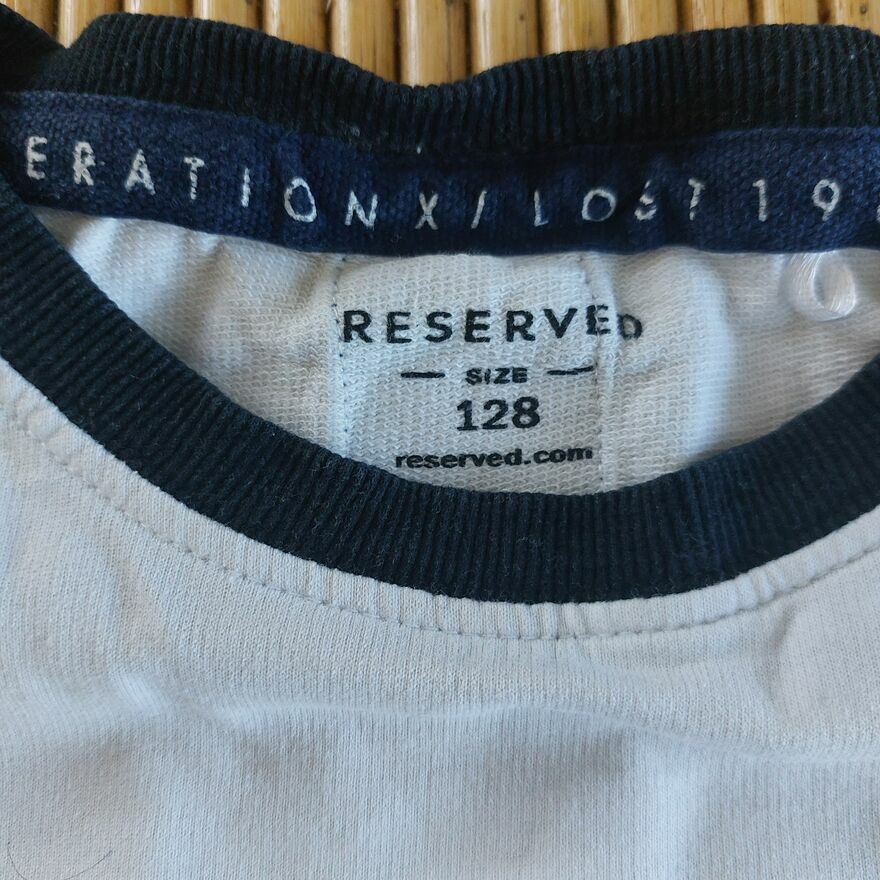 ERATION X / LOST 19
RESERVED
SIZE
128
reserved.com